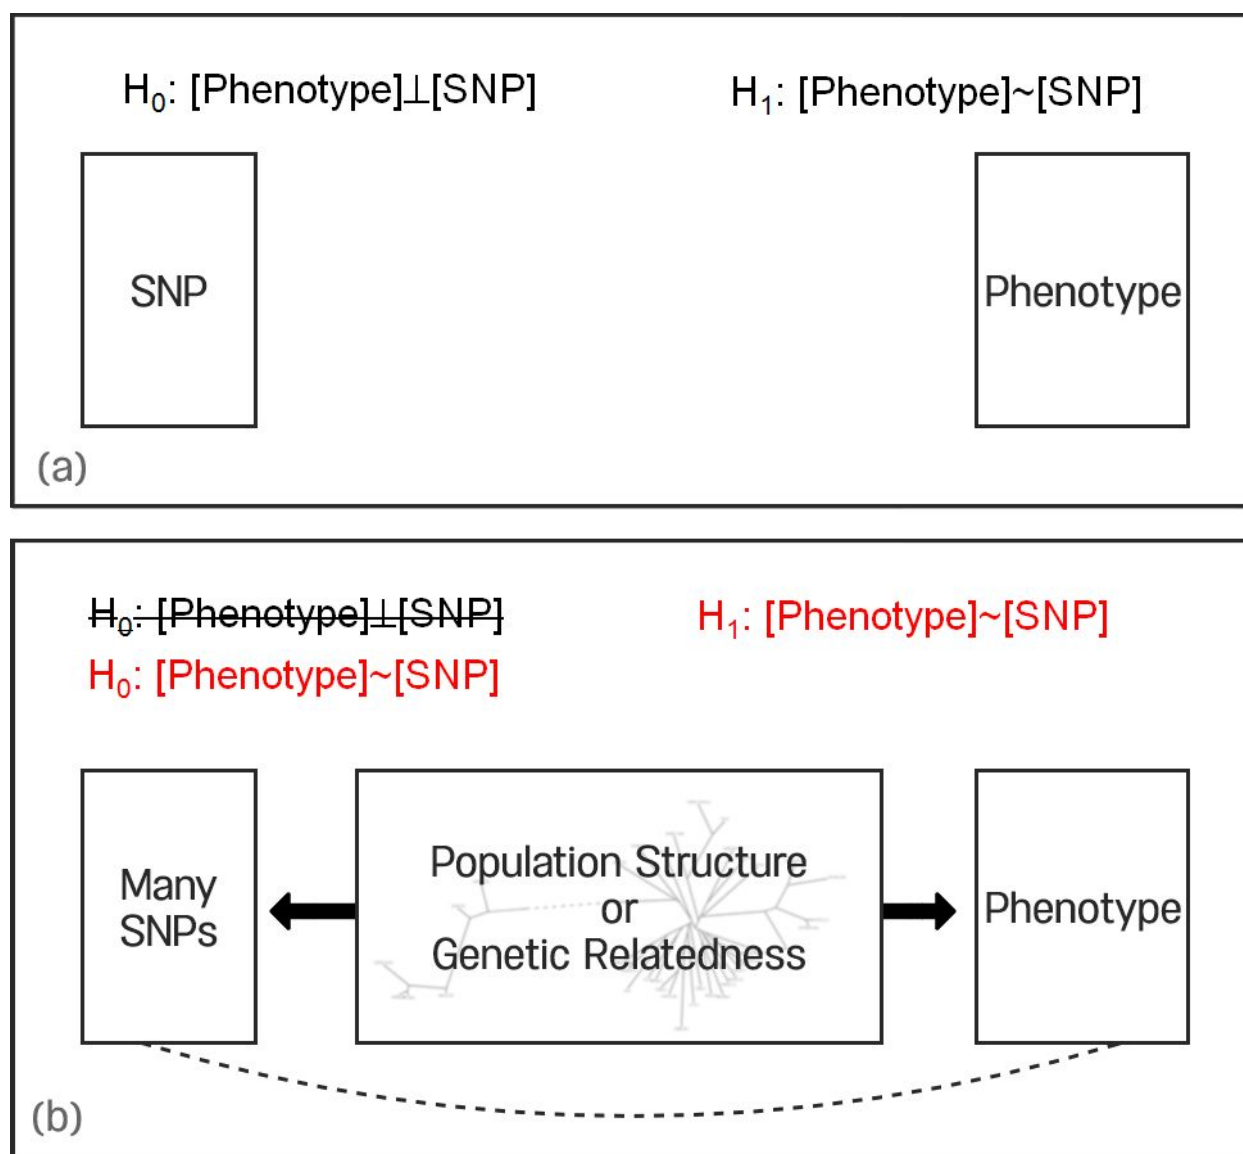 H₀: [Phenotype]⊥[SNP]
H₁: [Phenotype]~[SNP]
SNP
Phenotype
(a)
H₀: [Phenotype]⊥[SNP]
H₁: [Phenotype]~[SNP]
H₀: [Phenotype]~[SNP]
Many
SNPs
Population Structure
or
Genetic Relatedness
Phenotype
(b)